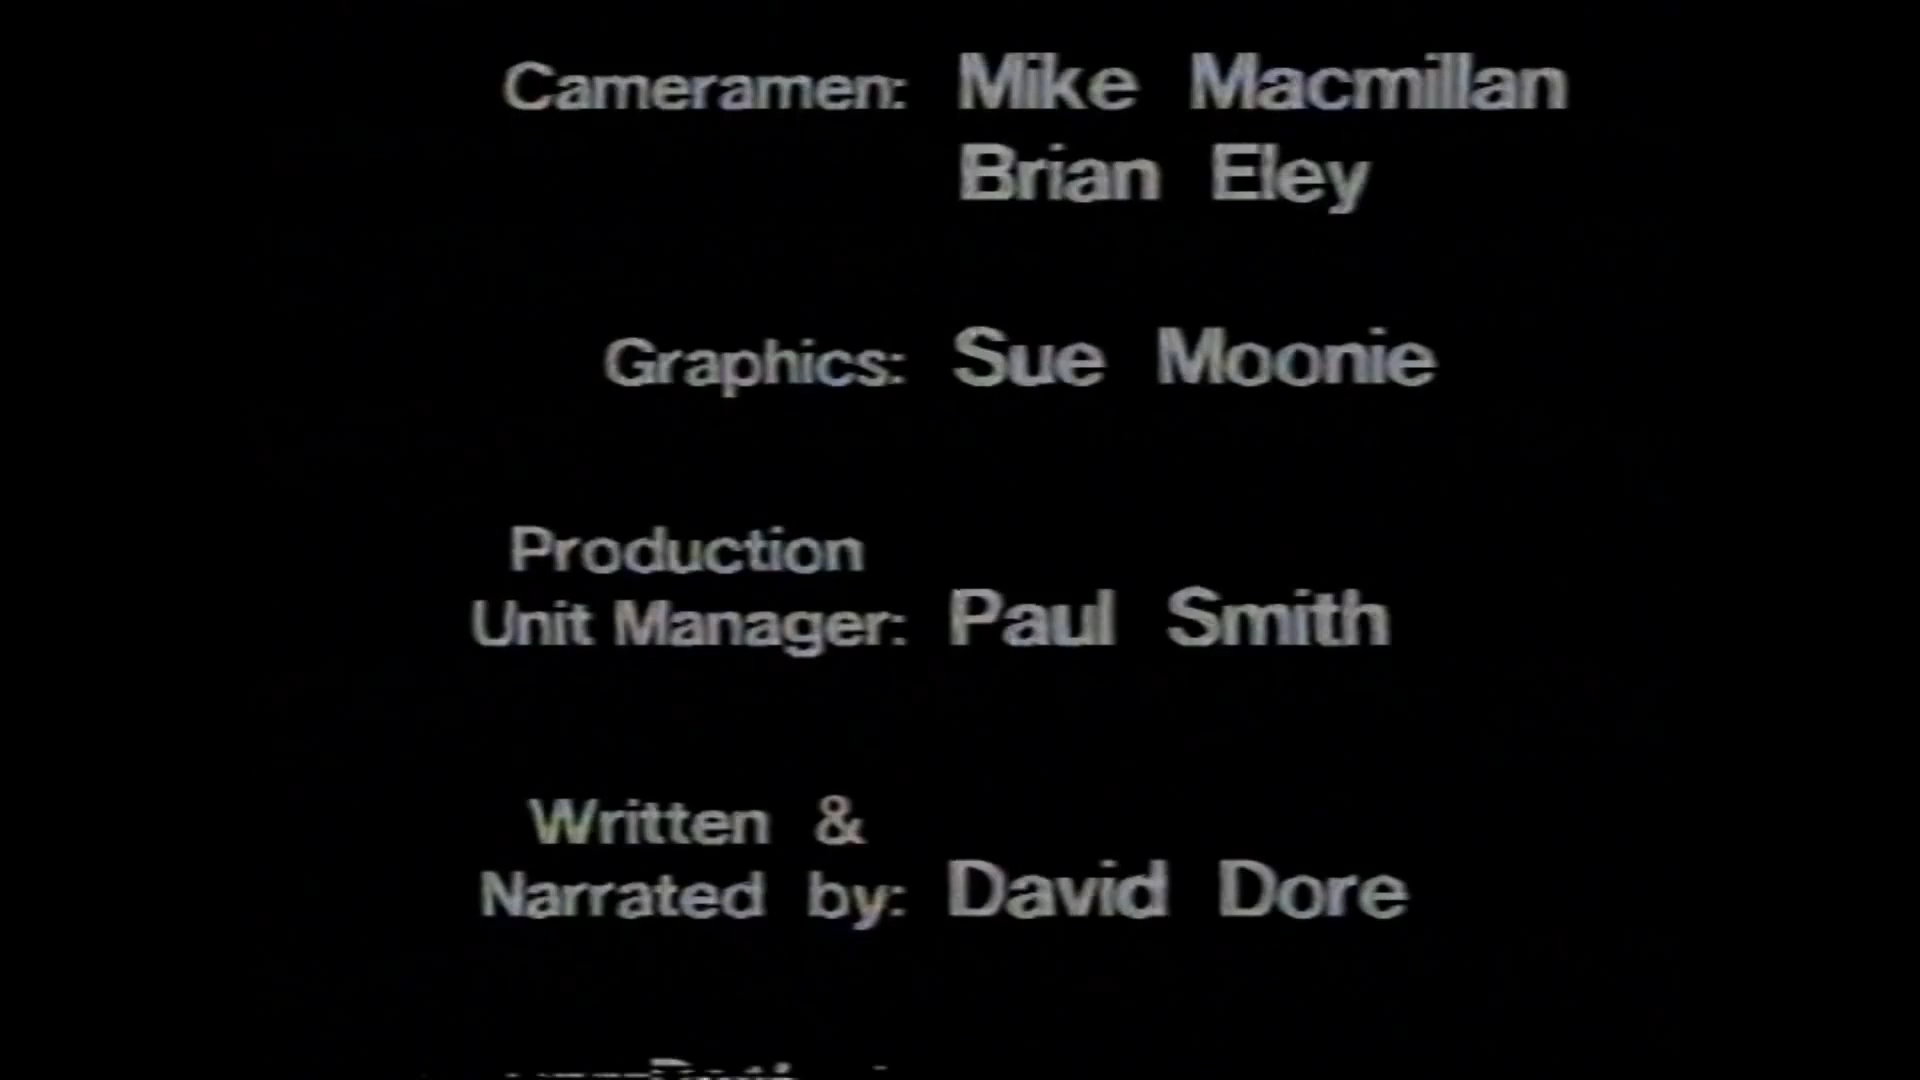 Cameramen: Mike Macmillan
Brian Eley
Graphics: Sue Moonie
Production
Unit Manager: Paul Smith
Written &
Narrated by: David Dore